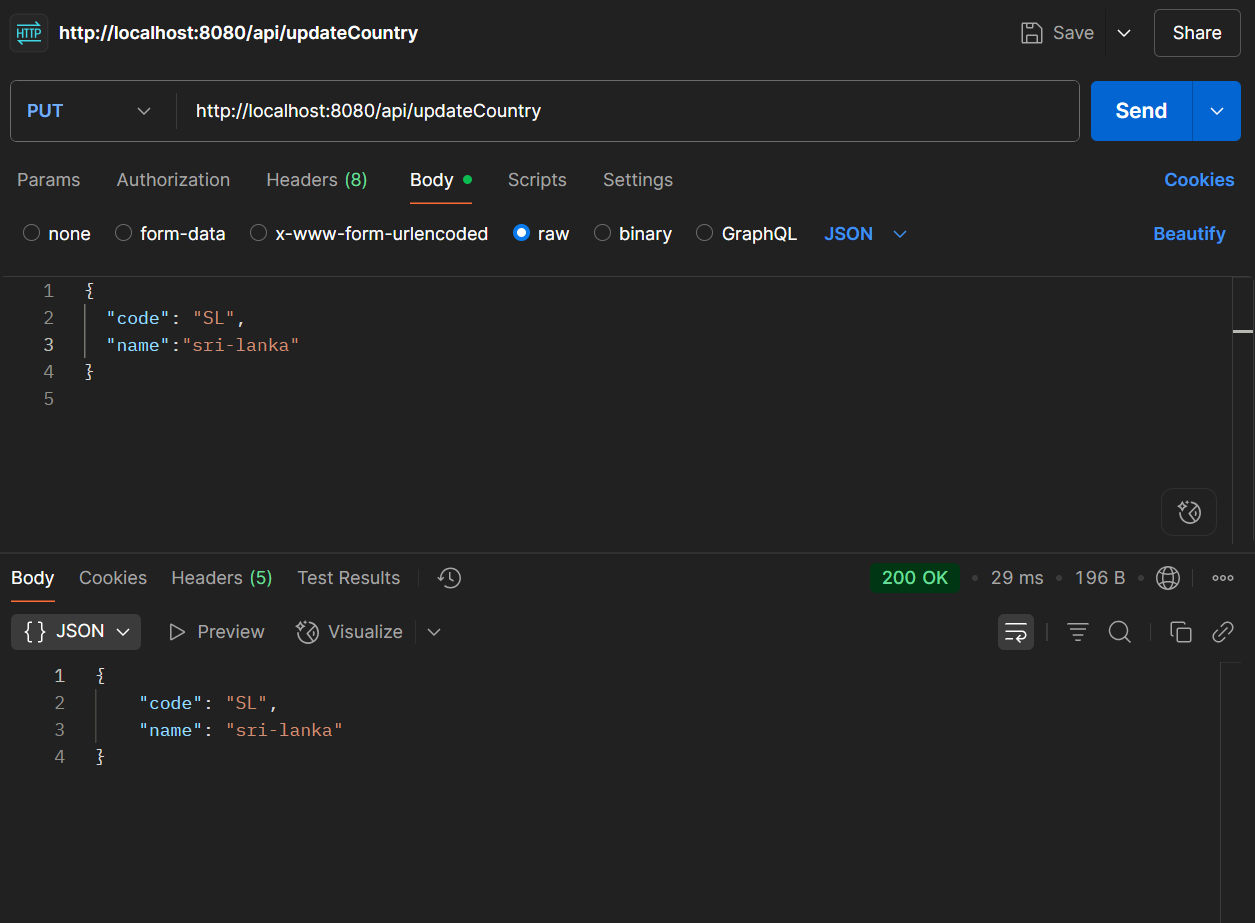 HTTP http://localhost:8080/api/updateCountry Save Share
PUT http://localhost:8080/api/updateCountry Send
Params Authorization Headers (8) Body Scripts Settings Cookies
none form-data x-www-form-urlencoded raw binary GraphQL JSON Beautify
1 {
2 "code": "SL",
3 "name":"sri-lanka"
4 }
5
Body Cookies Headers (5) Test Results 200 OK • 29 ms • 196 B •
{} JSON Preview Visualize
1 {
2 "code": "SL",
3 "name": "sri-lanka"
4 }